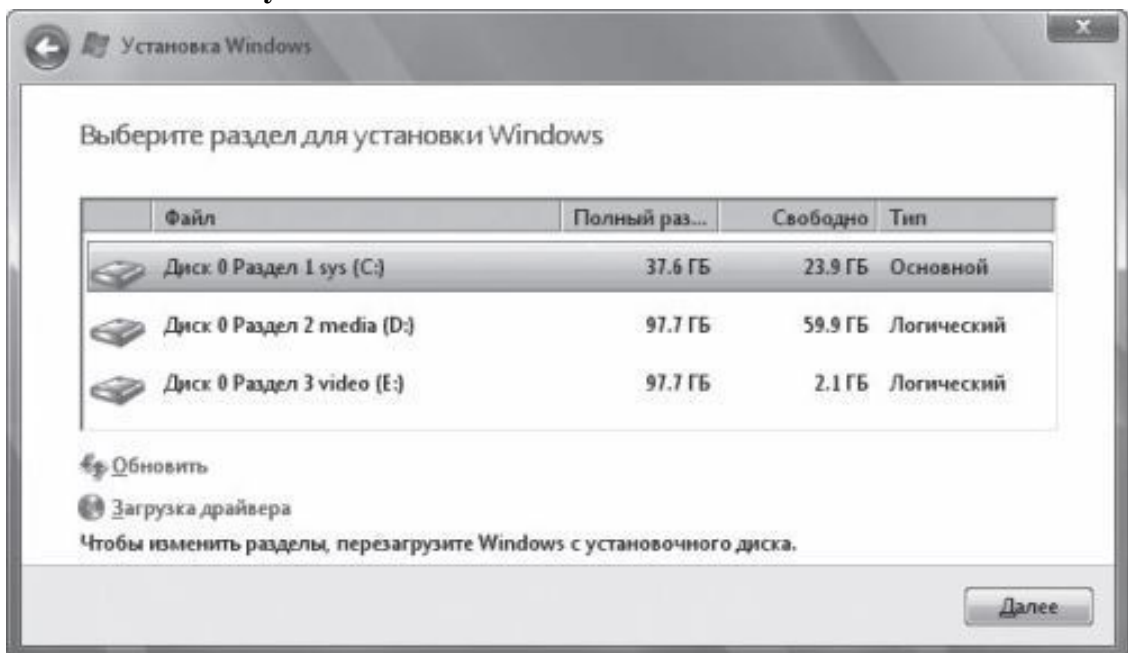 Установка Windows
x
Выберите раздел для установки Windows
Файл Полный раз... Свободно Тип
Диск 0 Раздел 1 sys (C:) 37.6 ГБ 23.9 ГБ Основной
Диск 0 Раздел 2 media (D:) 97.7 ГБ 59.9 ГБ Логический
Диск 0 Раздел 3 video (E:) 97.7 ГБ 2.1 ГБ Логический
Обновить
Загрузка драйвера
Чтобы изменить разделы, перезагрузите Windows с установочного диска.
Далее